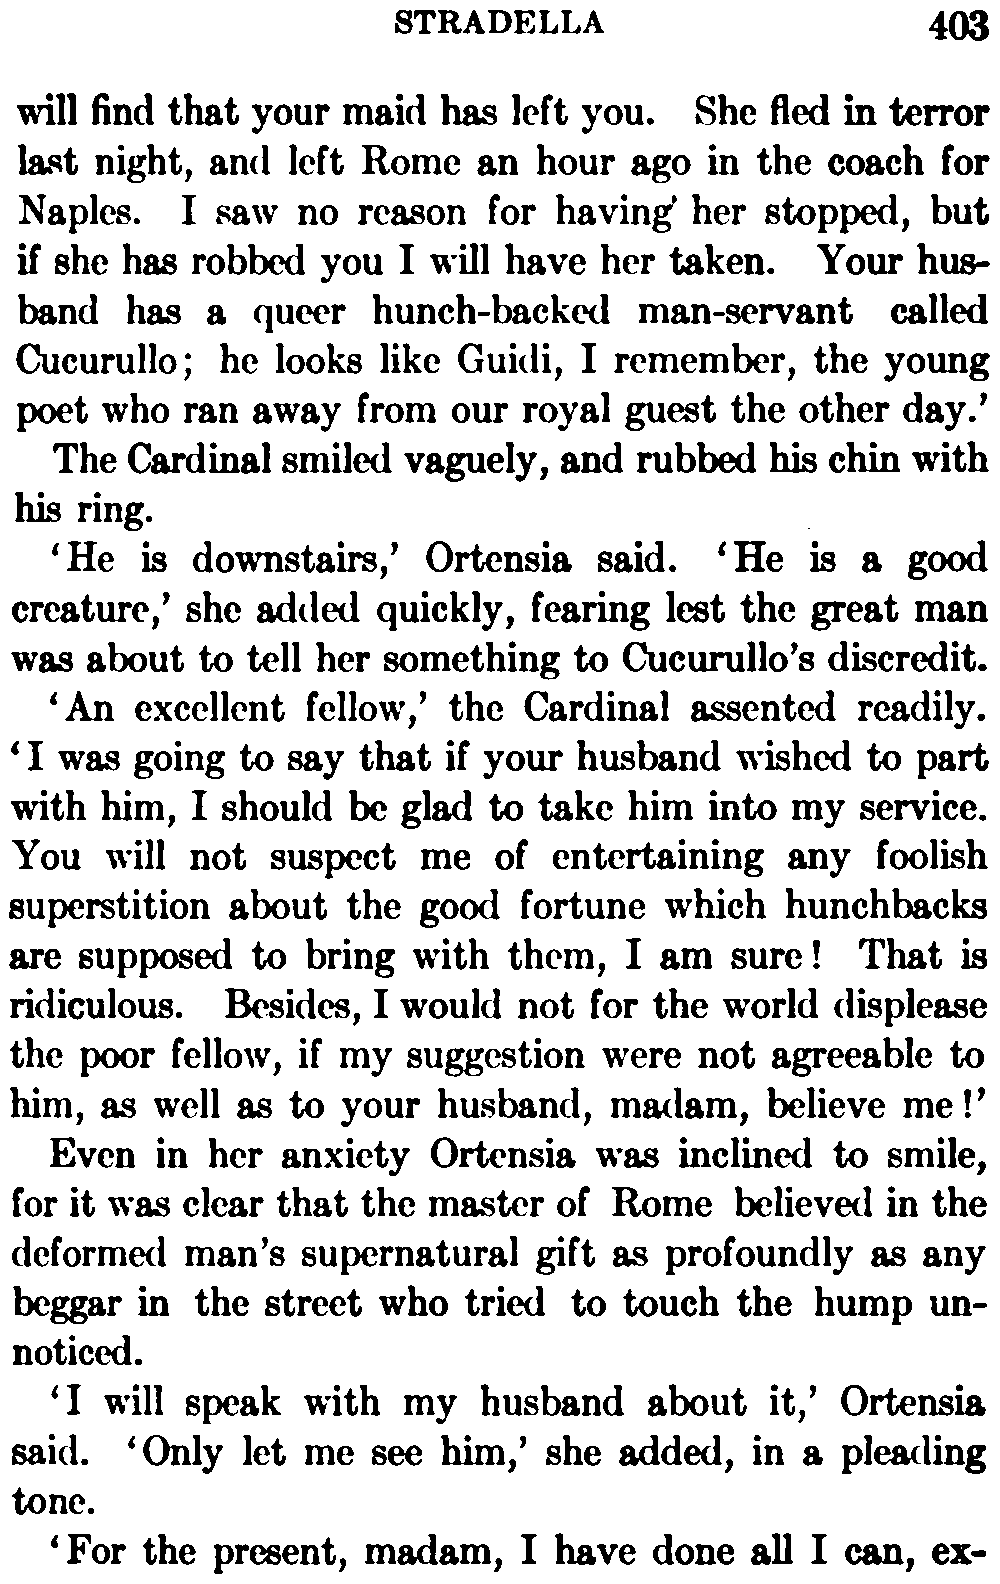 STRADELLA 403
will find that your maid has left you. She fled in terror
last night, and left Rome an hour ago in the coach for
Naples. I saw no reason for having her stopped, but
if she has robbed you I will have her taken. Your hus-
band has a queer hunch-backed man-servant called
Cucurullo; he looks like Guidi, I remember, the young
poet who ran away from our royal guest the other day.’
The Cardinal smiled vaguely, and rubbed his chin with
his ring.
‘He is downstairs,’ Ortensia said. ‘He is a good
creature,’ she added quickly, fearing lest the great man
was about to tell her something to Cucurullo’s discredit.
‘An excellent fellow,’ the Cardinal assented readily.
‘I was going to say that if your husband wished to part
with him, I should be glad to take him into my service.
You will not suspect me of entertaining any foolish
superstition about the good fortune which hunchbacks
are supposed to bring with them, I am sure! That is
ridiculous. Besides, I would not for the world displease
the poor fellow, if my suggestion were not agreeable to
him, as well as to your husband, madam, believe me!’
Even in her anxiety Ortensia was inclined to smile,
for it was clear that the master of Rome believed in the
deformed man’s supernatural gift as profoundly as any
beggar in the street who tried to touch the hump un-
noticed.
‘I will speak with my husband about it,’ Ortensia
said. ‘Only let me see him,’ she added, in a pleading
tone.
‘For the present, madam, I have done all I can, ex-